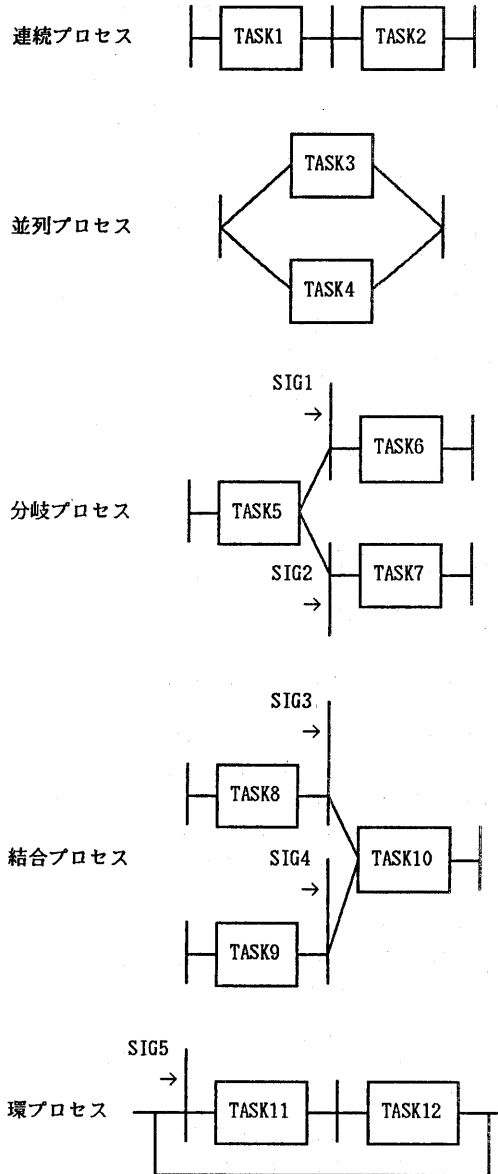 連続プロセス TASK1 TASK2
TASK3
並列プロセス
TASK4
SIG1
→
TASK6
分岐プロセス TASK5
SIG2 TASK7
→
SIG3
→
TASK8
結合プロセス SIG4 TASK10
→
TASK9
SIG5
→
環プロセス TASK11 TASK12